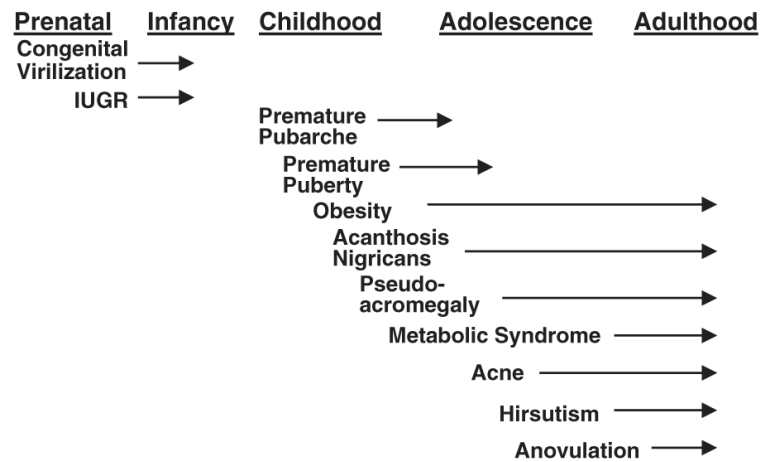 Prenatal Infancy Childhood Adolescence Adulthood
Congenital
Virilization
IUGR
Premature
Pubarche
Premature
Puberty
Obesity
Acanthosis
Nigricans
Pseudo-
acromegaly
Metabolic Syndrome
Acne
Hirsutism
Anovulation